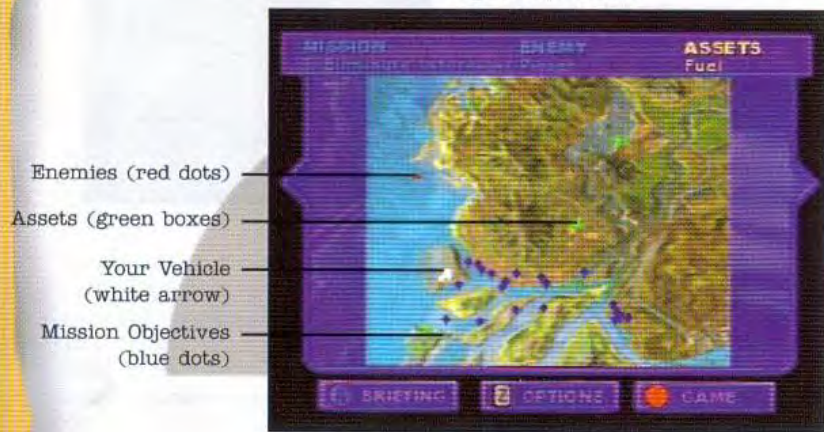 MISSION ENEMY ASSETS
Fuel
Enemies (red dots)
Assets (green boxes)
Your Vehicle
(white arrow)
Mission Objectives
(blue dots)
BRIEFING Z OPTIONS GAME